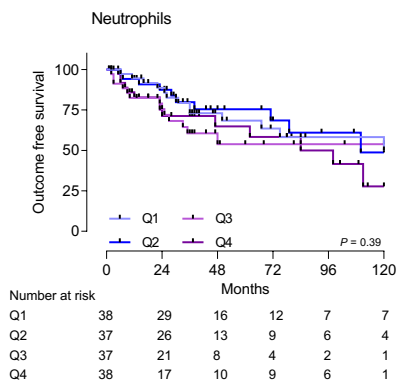 Neutrophils
Outcome free survival
100
75
50
25
0
Q1 Q3
Q2 Q4
P = 0.39
0 24 48 72 96 120
Months
Number at risk
Q1 38 29 16 12 7 7
Q2 37 26 13 9 6 4
Q3 37 21 8 4 2 1
Q4 38 17 10 9 6 1